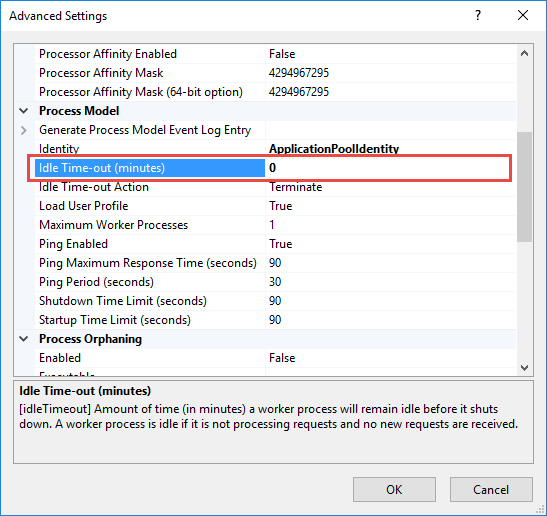 Advanced Settings ?
Processor Affinity Enabled False
Processor Affinity Mask 4294967295
Processor Affinity Mask (64-bit option) 4294967295
Process Model
Generate Process Model Event Log Entry
Identity ApplicationPoolIdentity
Idle Time-out (minutes) 0
Idle Time-out Action Terminate
Load User Profile True
Maximum Worker Processes 1
Ping Enabled True
Ping Maximum Response Time (seconds) 90
Ping Period (seconds) 30
Shutdown Time Limit (seconds) 90
Startup Time Limit (seconds) 90
Process Orphaning
Enabled False
Executable
Idle Time-out (minutes)
[idleTimeout] Amount of time (in minutes) a worker process will remain idle before it shuts
down. A worker process is idle if it is not processing requests and no new requests are received.
OK Cancel